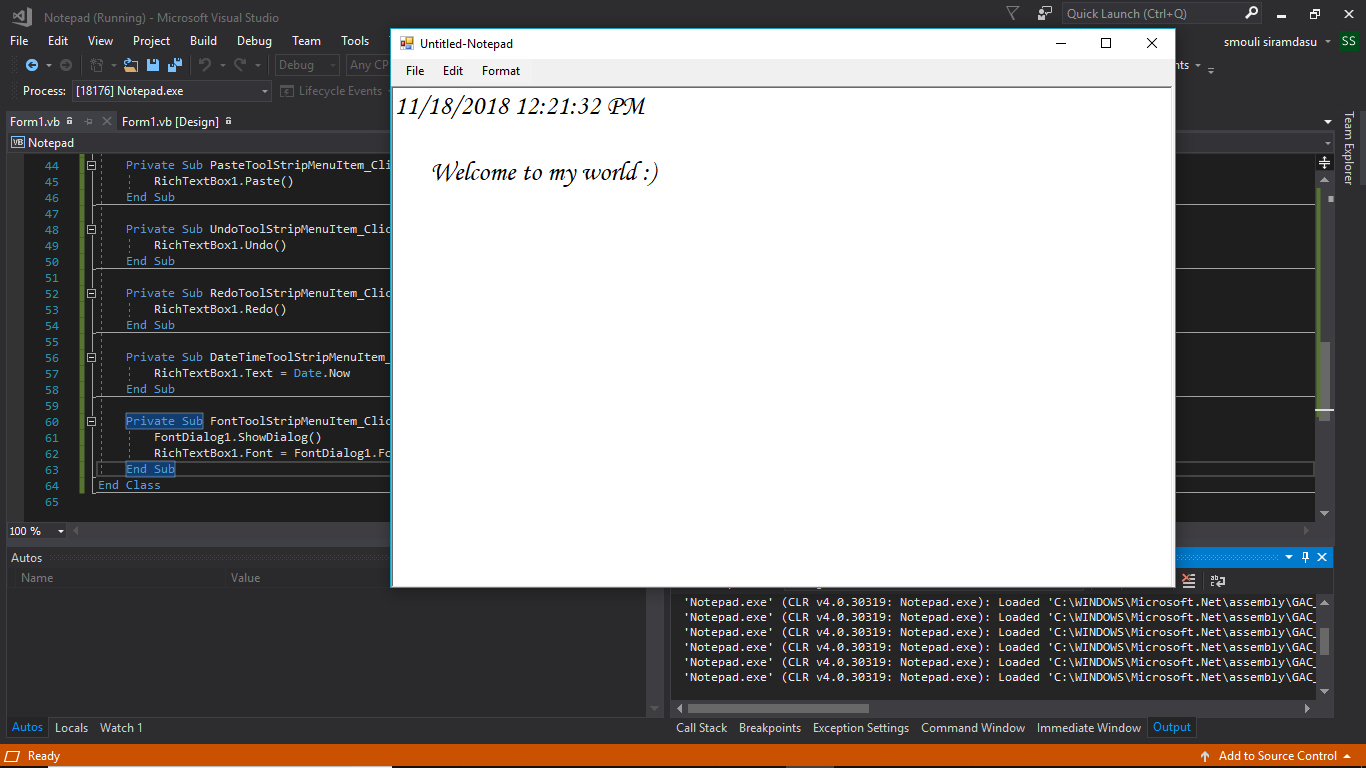 Notepad (Running) - Microsoft Visual Studio
Quick Launch (Ctrl+Q)
File Edit View Project Build Debug Team Tools
smouli siramdasu SS
Debug Any CP
nts
Process: [18176] Notepad.exe Lifecycle Events
Form1.vb Form1.vb [Design]
VB Notepad
Team Explorer
44 Private Sub PasteToolStripMenuItem_Clic
45 RichTextBox1.Paste()
46 End Sub
47
48 Private Sub UndoToolStripMenuItem_Clic
49 RichTextBox1.Undo()
50 End Sub
51
52 Private Sub RedoToolStripMenuItem_Clic
53 RichTextBox1.Redo()
54 End Sub
55
56 Private Sub DateTimeToolStripMenuItem_
57 RichTextBox1.Text = Date.Now
58 End Sub
59
60 Private Sub FontToolStripMenuItem_Clic
61 FontDialog1.ShowDialog()
62 RichTextBox1.Font = FontDialog1.Fo
63 End Sub
64 End Class
65
100 %
Untitled-Notepad
File Edit Format
11/18/2018 12:21:32 PM
Welcome to my world :)
Autos
Name Value
Autos Locals Watch 1
'Notepad.exe' (CLR v4.0.30319: Notepad.exe): Loaded 'C:\WINDOWS\Microsoft.Net\assembly\GAC_
'Notepad.exe' (CLR v4.0.30319: Notepad.exe): Loaded 'C:\WINDOWS\Microsoft.Net\assembly\GAC_
'Notepad.exe' (CLR v4.0.30319: Notepad.exe): Loaded 'C:\WINDOWS\Microsoft.Net\assembly\GAC_
'Notepad.exe' (CLR v4.0.30319: Notepad.exe): Loaded 'C:\WINDOWS\Microsoft.Net\assembly\GAC_
'Notepad.exe' (CLR v4.0.30319: Notepad.exe): Loaded 'C:\WINDOWS\Microsoft.Net\assembly\GAC_
'Notepad.exe' (CLR v4.0.30319: Notepad.exe): Loaded 'C:\WINDOWS\Microsoft.Net\assembly\GAC_
Call Stack Breakpoints Exception Settings Command Window Immediate Window Output
Ready
Add to Source Control